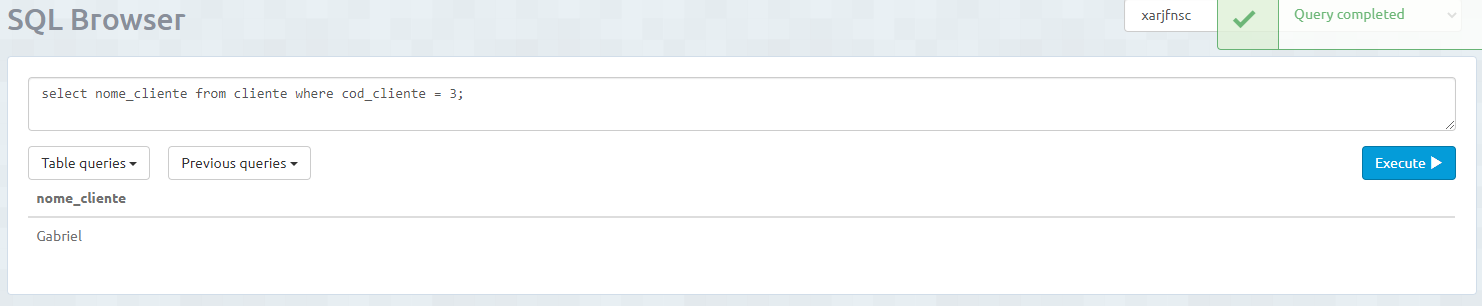 SQL Browser
xarjfnsc
Query completed
select nome_cliente from cliente where cod_cliente = 3;
Table queries
Previous queries
Execute
nome_cliente
Gabriel